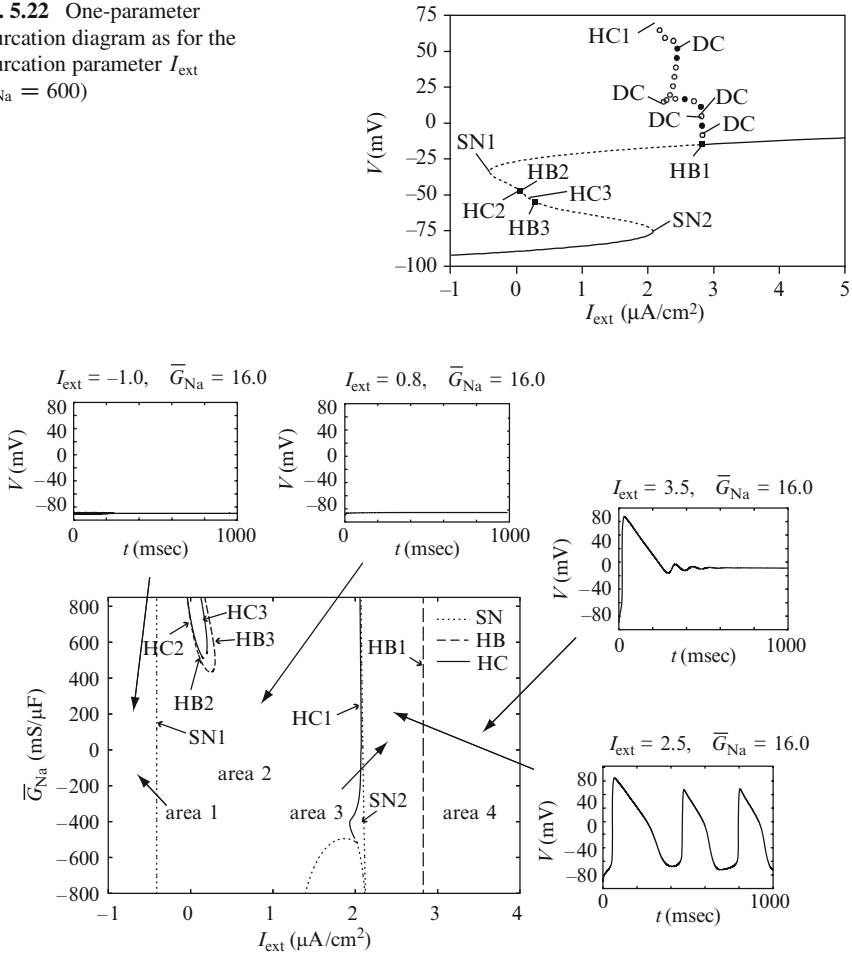 . 5.22 One-parameter
urcation diagram as for the
urcation parameter I_ext
Na = 600)
75
50
25
0
−25
−50
−75
−100
V(mV)
HC1
DC
DC
DC
DC
DC
SN1
HB1
HB2
HC3
HC2
HB3
SN2
−1 0 1 2 3 4 5
I_ext (μA/cm²)
I_ext = −1.0, G̅_Na = 16.0
80
40
0
−40
−80
V(mV)
0 1000
t(msec)
I_ext = 0.8, G̅_Na = 16.0
80
40
0
−40
−80
V(mV)
0 1000
t(msec)
I_ext = 3.5, G̅_Na = 16.0
80
40
0
−40
−80
V(mV)
0 1000
t(msec)
800
600
400
200
0
−200
−400
−600
−800
G̅_Na (mS/μF)
HC3
HC2
HB3
HB2
SN1
HB1
HC1
SN2
SN
HB
HC
area 1
area 2
area 3
area 4
−1 0 1 2 3 4
I_ext (μA/cm²)
I_ext = 2.5, G̅_Na = 16.0
80
40
0
−40
−80
V(mV)
0 1000
t(msec)